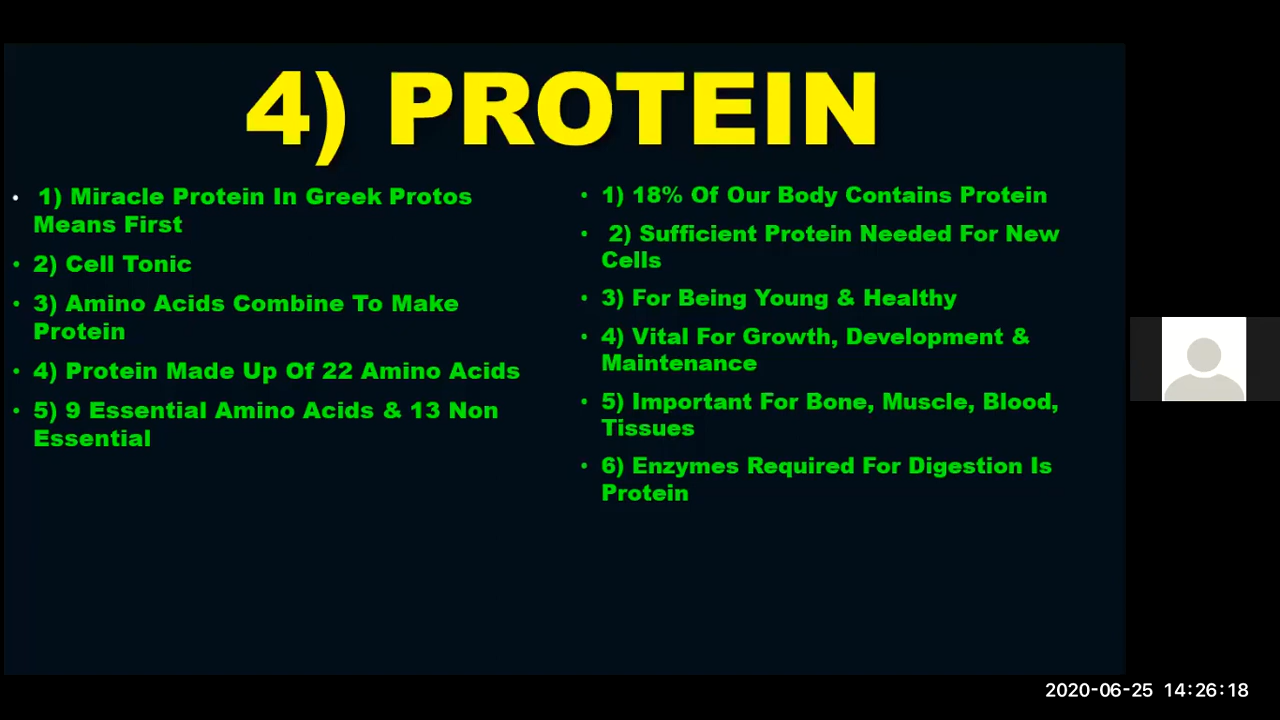 4) PROTEIN
• 1) Miracle Protein In Greek Protos
Means First
• 2) Cell Tonic
• 3) Amino Acids Combine To Make
Protein
• 4) Protein Made Up Of 22 Amino Acids
• 5) 9 Essential Amino Acids & 13 Non
Essential
• 1) 18% Of Our Body Contains Protein
• 2) Sufficient Protein Needed For New
Cells
• 3) For Being Young & Healthy
• 4) Vital For Growth, Development &
Maintenance
• 5) Important For Bone, Muscle, Blood,
Tissues
• 6) Enzymes Required For Digestion Is
Protein
2020-06-25 14:26:18